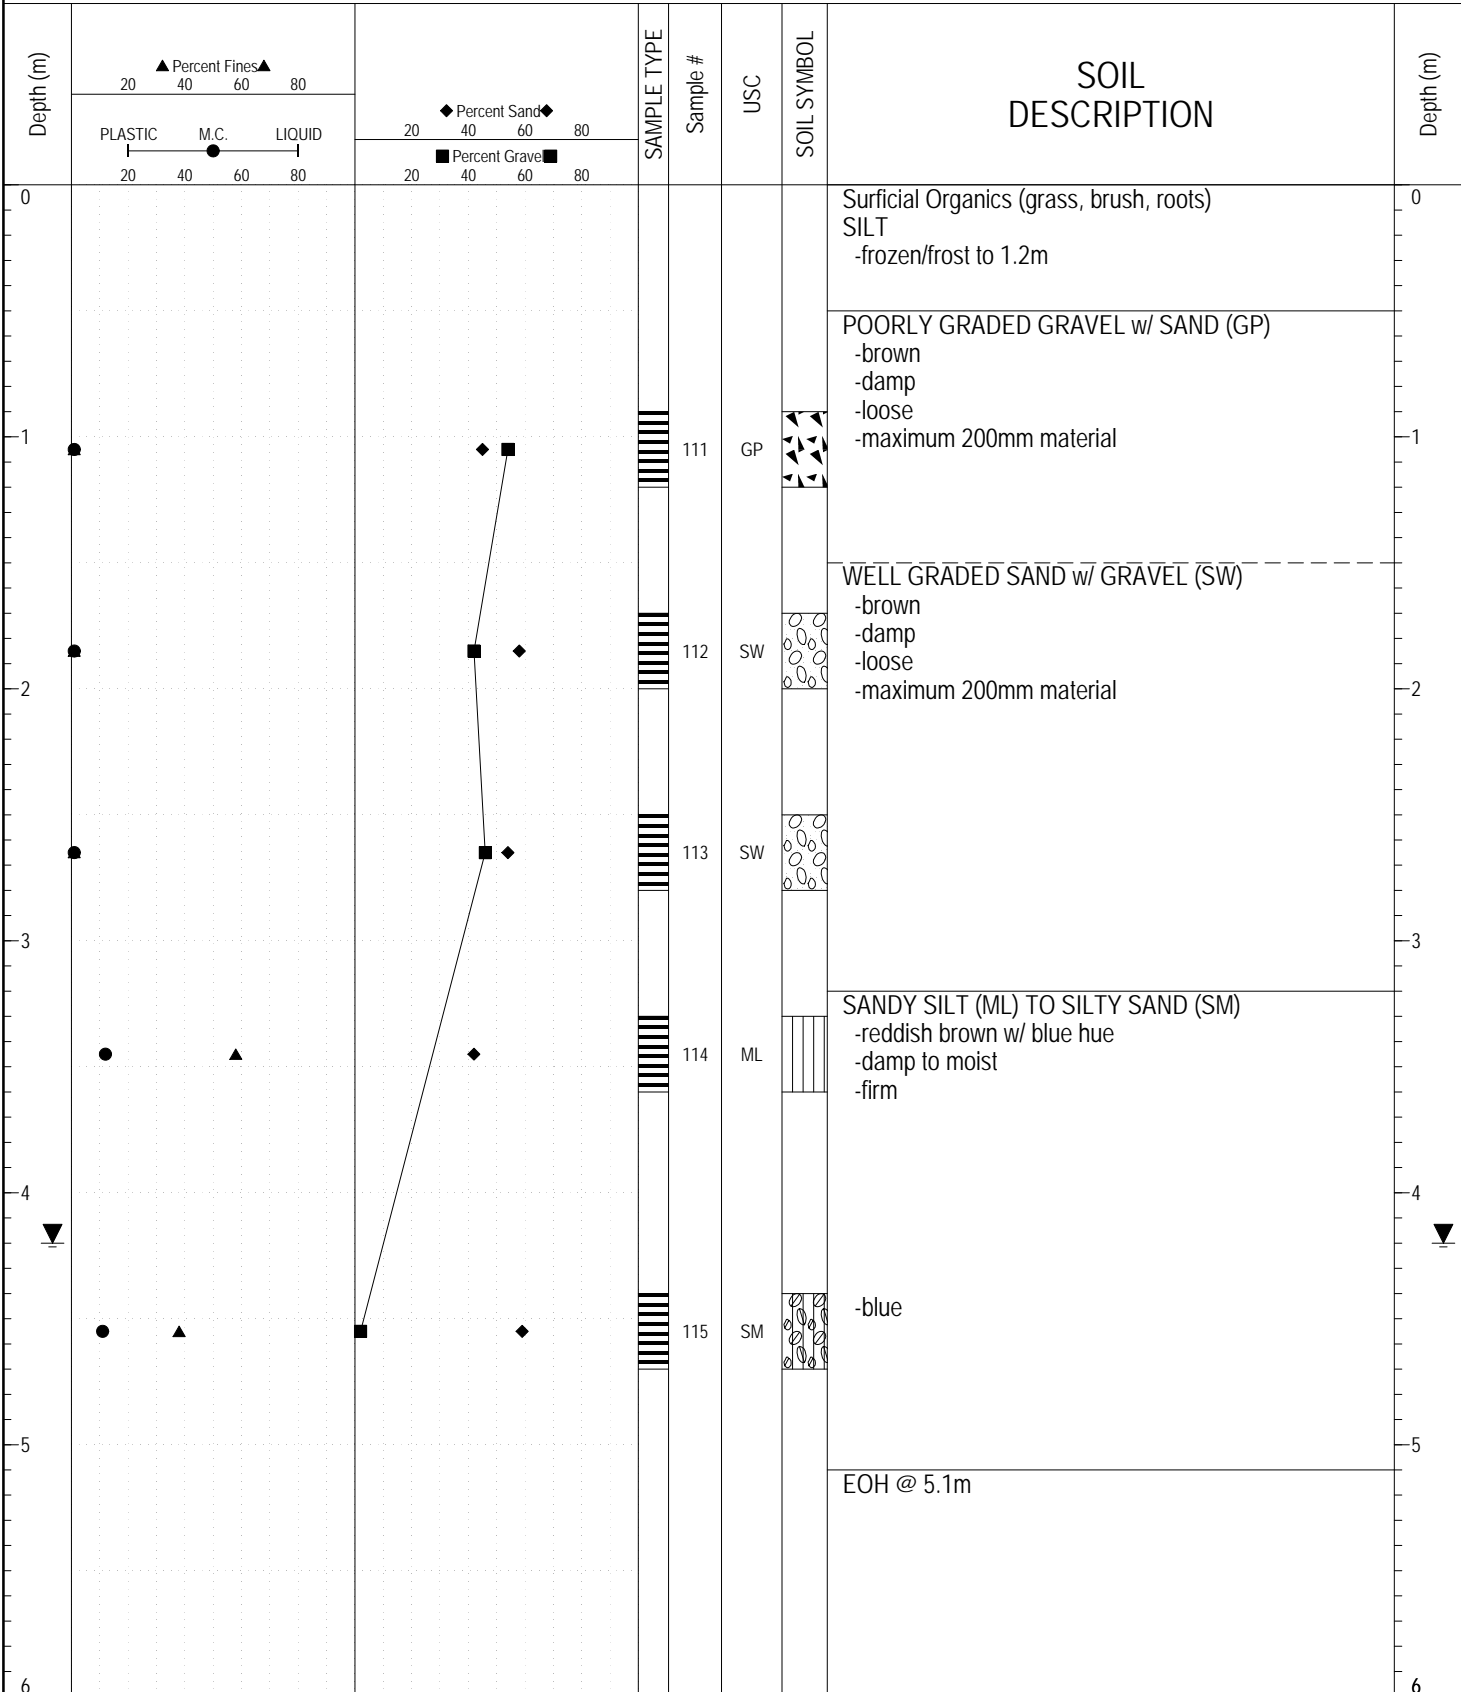 Depth (m)
▲ Percent Fines▲
20 40 60 80
PLASTIC M.C. LIQUID
20 40 60 80
◆ Percent Sand◆
20 40 60 80
■ Percent Gravel■
20 40 60 80
SAMPLE TYPE
Sample #
USC
SOIL SYMBOL
SOIL
DESCRIPTION
Depth (m)
0
Surficial Organics (grass, brush, roots)
0
SILT
-frozen/frost to 1.2m
POORLY GRADED GRAVEL w/ SAND (GP)
-brown
-damp
-loose
1
111 GP
-maximum 200mm material
1
WELL GRADED SAND w/ GRAVEL (SW)
-brown
-damp
112 SW
-loose
2
-maximum 200mm material
2
113 SW
3
3
SANDY SILT (ML) TO SILTY SAND (SM)
-reddish brown w/ blue hue
114 ML
-damp to moist
-firm
4
4
-blue
115 SM
5
5
EOH @ 5.1m
6
6